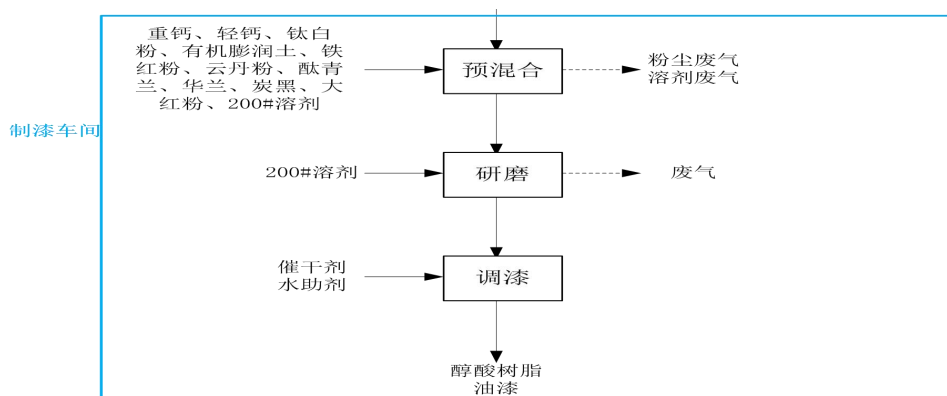 重钙、轻钙、钛白
粉、有机膨润土、铁
红粉、云丹粉、酞青
兰、华兰、炭黑、大
红粉、200#溶剂
预混合
粉尘废气
溶剂废气
制漆车间
200#溶剂
研磨
废气
催干剂
水助剂
调漆
醇酸树脂
油漆